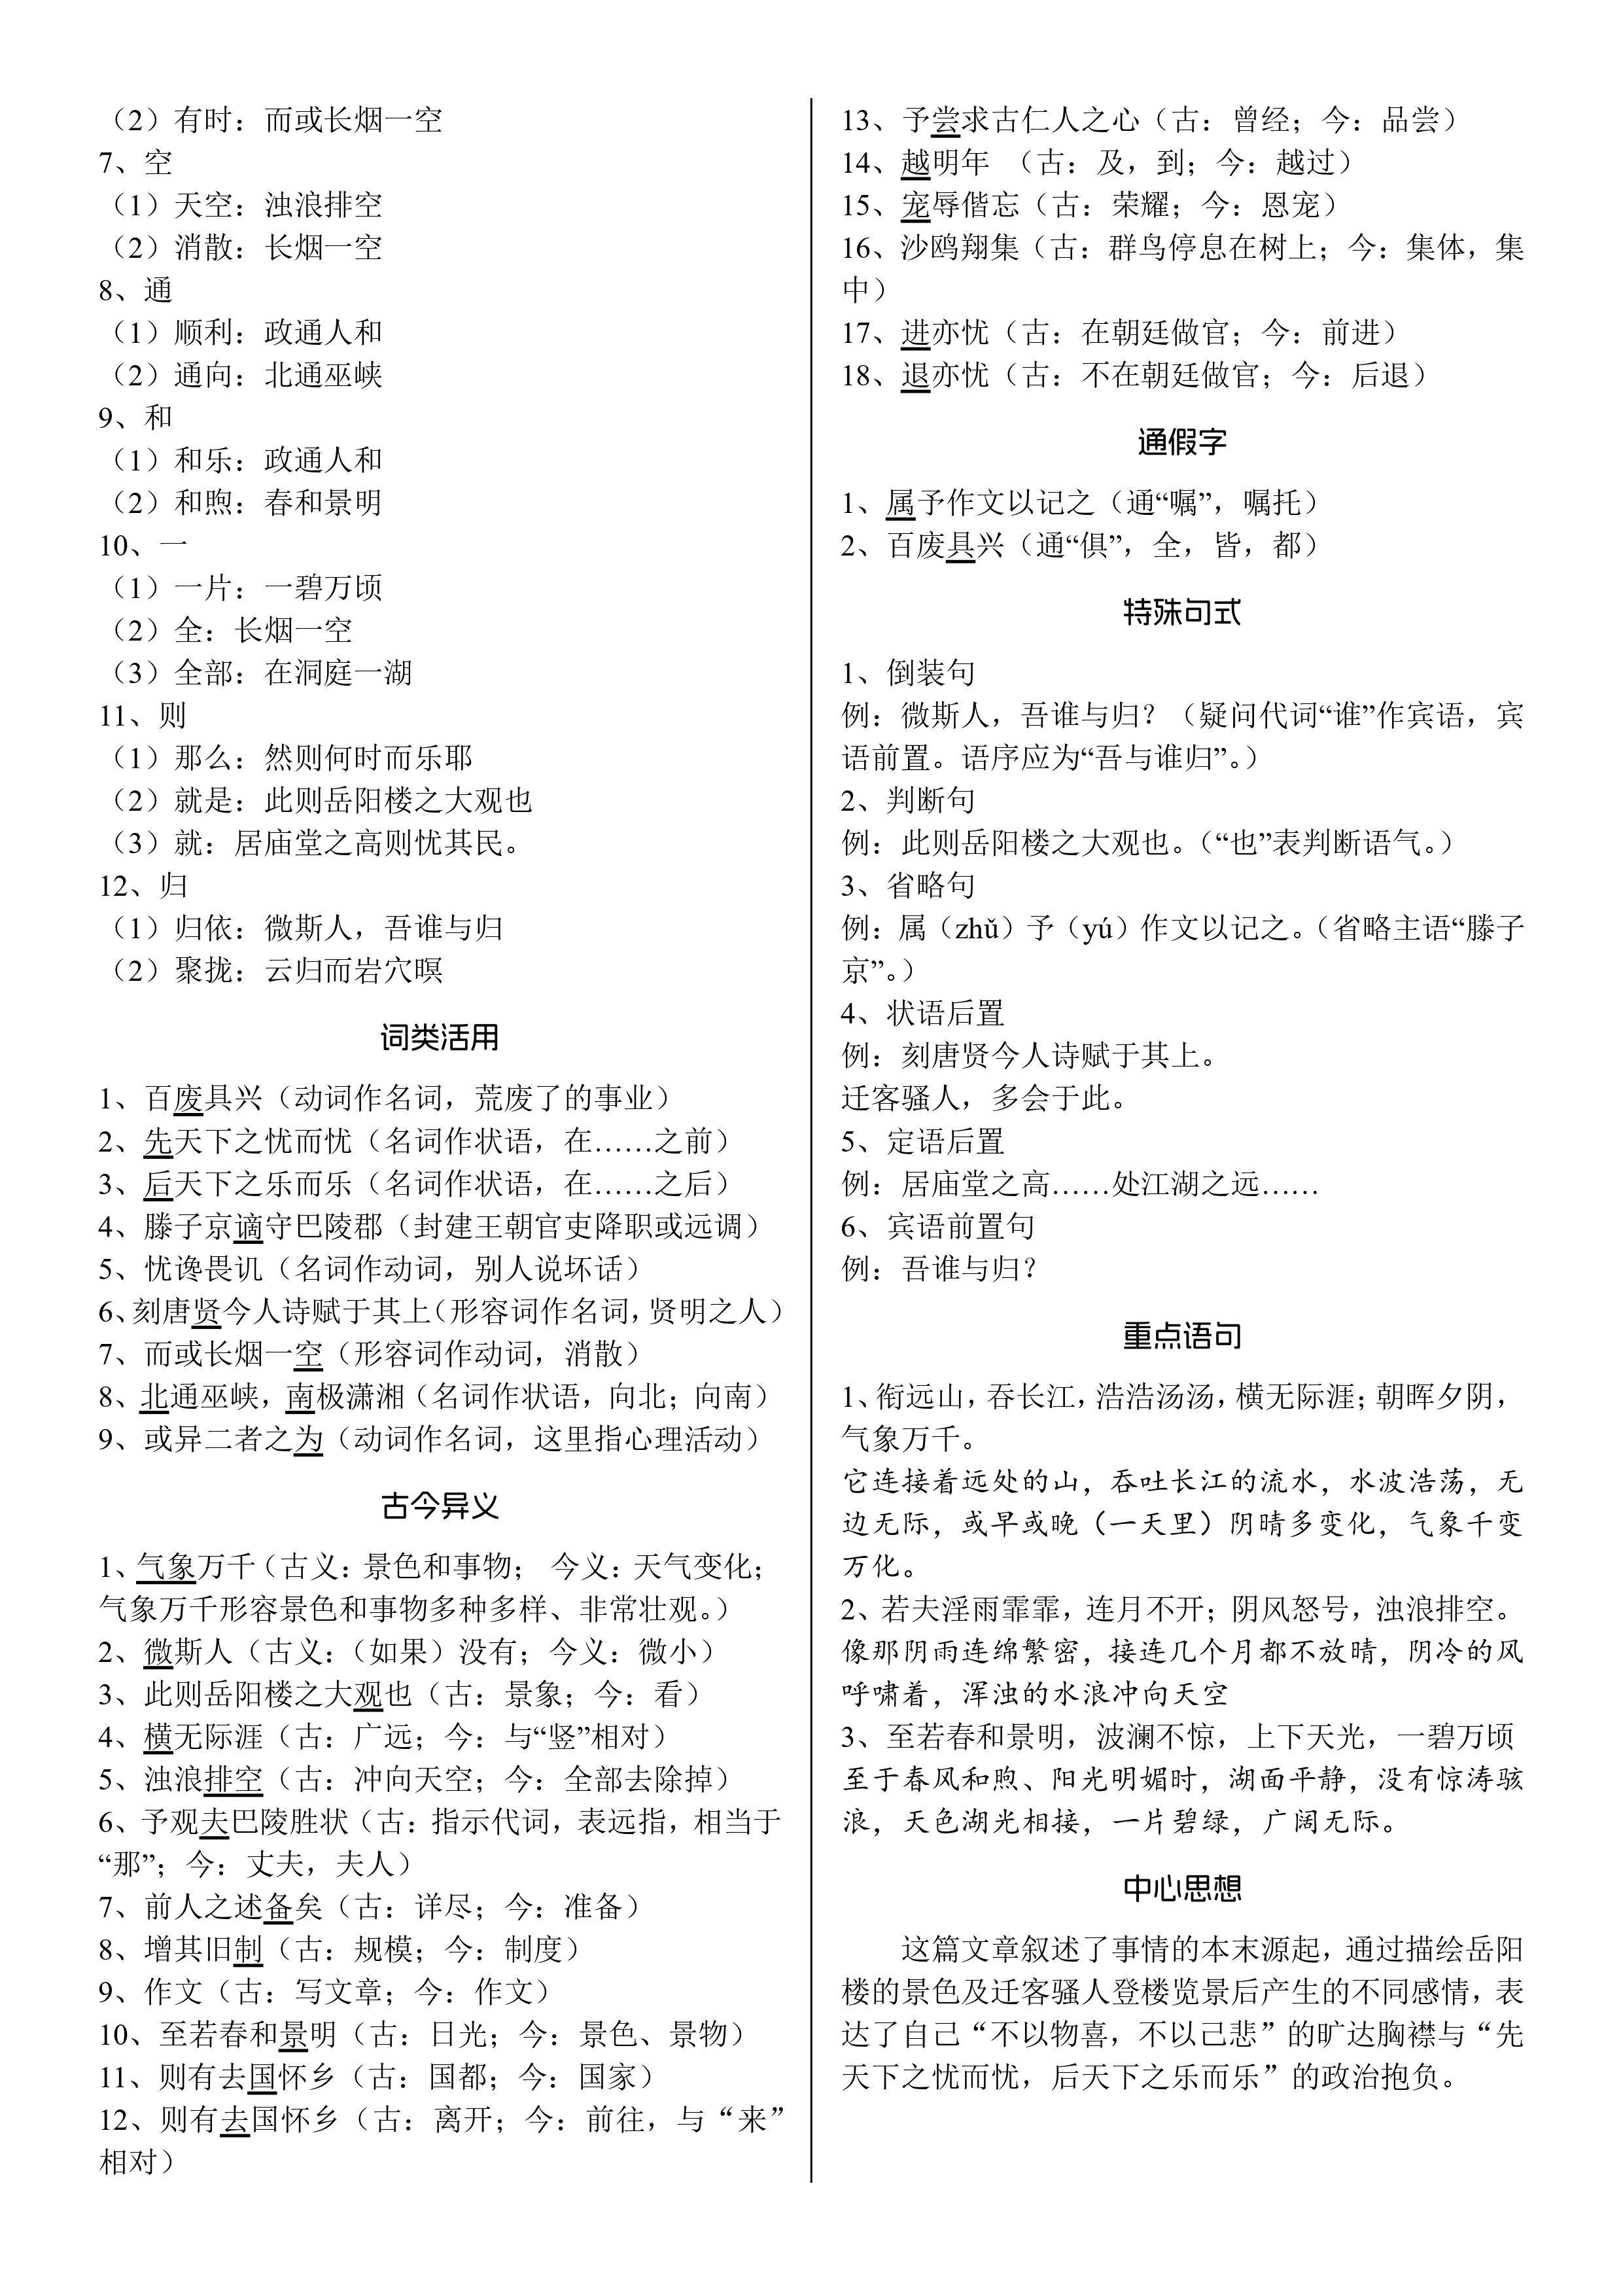 （2）有时：而或长烟一空
7、空
（1）天空：浊浪排空
（2）消散：长烟一空
8、通
（1）顺利：政通人和
（2）通向：北通巫峡
9、和
（1）和乐：政通人和
（2）和煦：春和景明
10、一
（1）一片：一碧万顷
（2）全：长烟一空
（3）全部：在洞庭一湖
11、则
（1）那么：然则何时而乐耶
（2）就是：此则岳阳楼之大观也
（3）就：居庙堂之高则忧其民。
12、归
（1）归依：微斯人，吾谁与归
（2）聚拢：云归而岩穴暝
词类活用
1、百废具兴（动词作名词，荒废了的事业）
2、先天下之忧而忧（名词作状语，在……之前）
3、后天下之乐而乐（名词作状语，在……之后）
4、滕子京谪守巴陵郡（封建王朝官吏降职或远调）
5、忧谗畏讥（名词作动词，别人说坏话）
6、刻唐贤今人诗赋于其上（形容词作名词，贤明之人）
7、而或长烟一空（形容词作动词，消散）
8、北通巫峡，南极潇湘（名词作状语，向北；向南）
9、或异二者之为（动词作名词，这里指心理活动）
古今异义
1、气象万千（古义：景色和事物； 今义：天气变化；
气象万千形容景色和事物多种多样、非常壮观。）
2、微斯人（古义：（如果）没有；今义：微小）
3、此则岳阳楼之大观也（古：景象；今：看）
4、横无际涯（古：广远；今：与“竖”相对）
5、浊浪排空（古：冲向天空；今：全部去除掉）
6、予观夫巴陵胜状（古：指示代词，表远指，相当于
“那”；今：丈夫，夫人）
7、前人之述备矣（古：详尽；今：准备）
8、增其旧制（古：规模；今：制度）
9、作文（古：写文章；今：作文）
10、至若春和景明（古：日光；今：景色、景物）
11、则有去国怀乡（古：国都；今：国家）
12、则有去国怀乡（古：离开；今：前往，与“来”
相对）
13、予尝求古仁人之心（古：曾经；今：品尝）
14、越明年 （古：及，到；今：越过）
15、宠辱偕忘（古：荣耀；今：恩宠）
16、沙鸥翔集（古：群鸟停息在树上；今：集体，集
中）
17、进亦忧（古：在朝廷做官；今：前进）
18、退亦忧（古：不在朝廷做官；今：后退）
通假字
1、属予作文以记之（通“嘱”，嘱托）
2、百废具兴（通“俱”，全，皆，都）
特殊句式
1、倒装句
例：微斯人，吾谁与归？（疑问代词“谁”作宾语，宾
语前置。语序应为“吾与谁归”。）
2、判断句
例：此则岳阳楼之大观也。（“也”表判断语气。）
3、省略句
例：属（zhǔ）予（yú）作文以记之。（省略主语“滕子
京”。）
4、状语后置
例：刻唐贤今人诗赋于其上。
迁客骚人，多会于此。
5、定语后置
例：居庙堂之高……处江湖之远……
6、宾语前置句
例：吾谁与归？
重点语句
1、衔远山，吞长江，浩浩汤汤，横无际涯；朝晖夕阴，
气象万千。
它连接着远处的山，吞吐长江的流水，水波浩荡，无
边无际，或早或晚（一天里）阴晴多变化，气象千变
万化。
2、若夫淫雨霏霏，连月不开；阴风怒号，浊浪排空。
像那阴雨连绵繁密，接连几个月都不放晴，阴冷的风
呼啸着，浑浊的水浪冲向天空
3、至若春和景明，波澜不惊，上下天光，一碧万顷
至于春风和煦、阳光明媚时，湖面平静，没有惊涛骇
浪，天色湖光相接，一片碧绿，广阔无际。
中心思想
这篇文章叙述了事情的本末源起，通过描绘岳阳
楼的景色及迁客骚人登楼览景后产生的不同感情，表
达了自己“不以物喜，不以己悲”的旷达胸襟与“先
天下之忧而忧，后天下之乐而乐”的政治抱负。